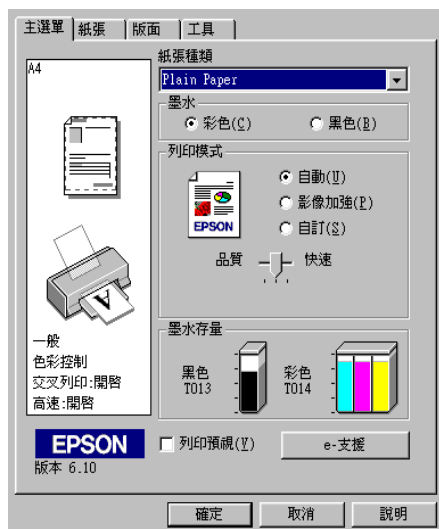 主選單 紙張 版面 工具
A4
紙張種類
Plain Paper
墨水
彩色(C) 黑色(B)
列印模式
自動(U)
影像加強(P)
自訂(S)
EPSON
品質 快速
A
一般
色彩控制
交叉列印:開啓
高速:開啓
墨水存量
黑色
T013
彩色
T014
EPSON
版本 6.10
列印預視(V)
e-支援
確定 取消 說明